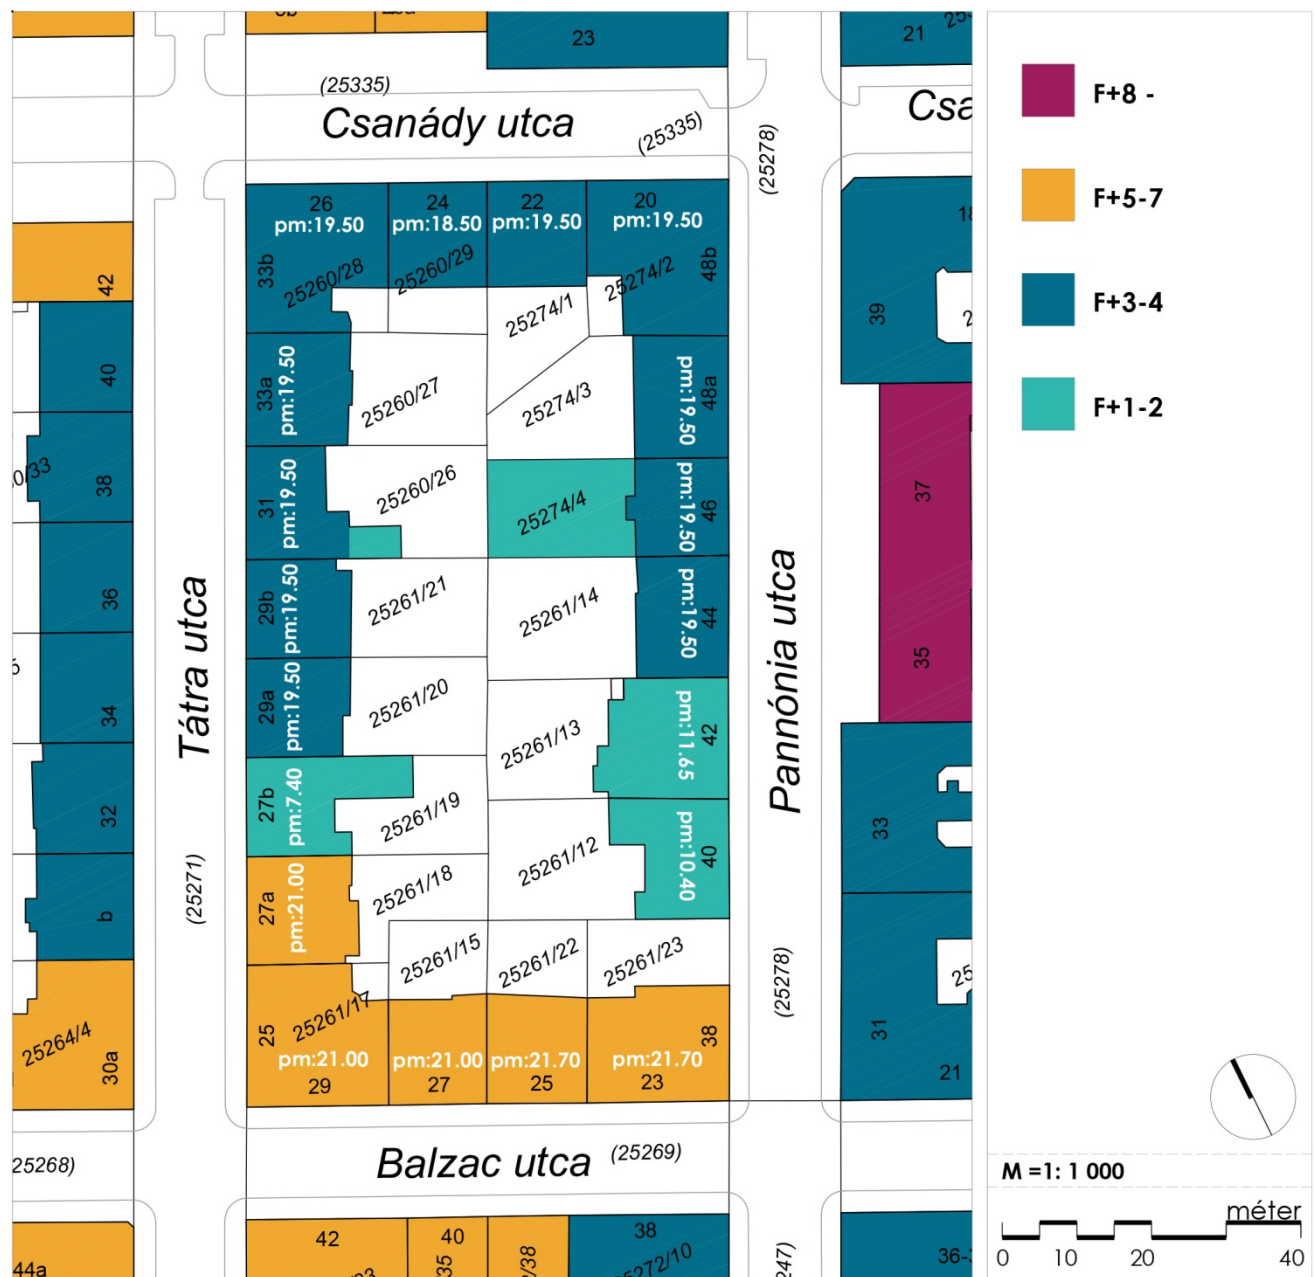 23
21
(25335)
Csanády utca
(25335)
(25278)
26
pm:19.50
24
pm:18.50
22
pm:19.50
20
pm:19.50
33b
25260/28
25260/29
25274/2
48b
25274/1
42
40
39
33a
pm:19.50
25260/27
25274/3
pm:19.50
48a
38
31
pm:19.50
25260/26
25274/4
pm:19.50
46
37
36
29b
pm:19.50
25261/21
25261/14
pm:19.50
44
Tátra utca
Pannónia utca
35
34
29a
pm:19.50
25261/20
25261/13
pm:11.65
42
32
27b
pm:7.40
25261/19
25261/12
pm:10.40
40
33
(25271)
b
27a
pm:21.00
25261/18
25261/15
25261/22
25261/23
(25278)
25264/4
30a
25
25261/17
pm:21.00
29
pm:21.00
27
pm:21.70
25
pm:21.70
23
38
31
21
Balzac utca
(25269)
25268)
44a
42
40
38
F+8 -
F+5-7
F+3-4
F+1-2
M =1: 1 000
méter
0 10 20 40